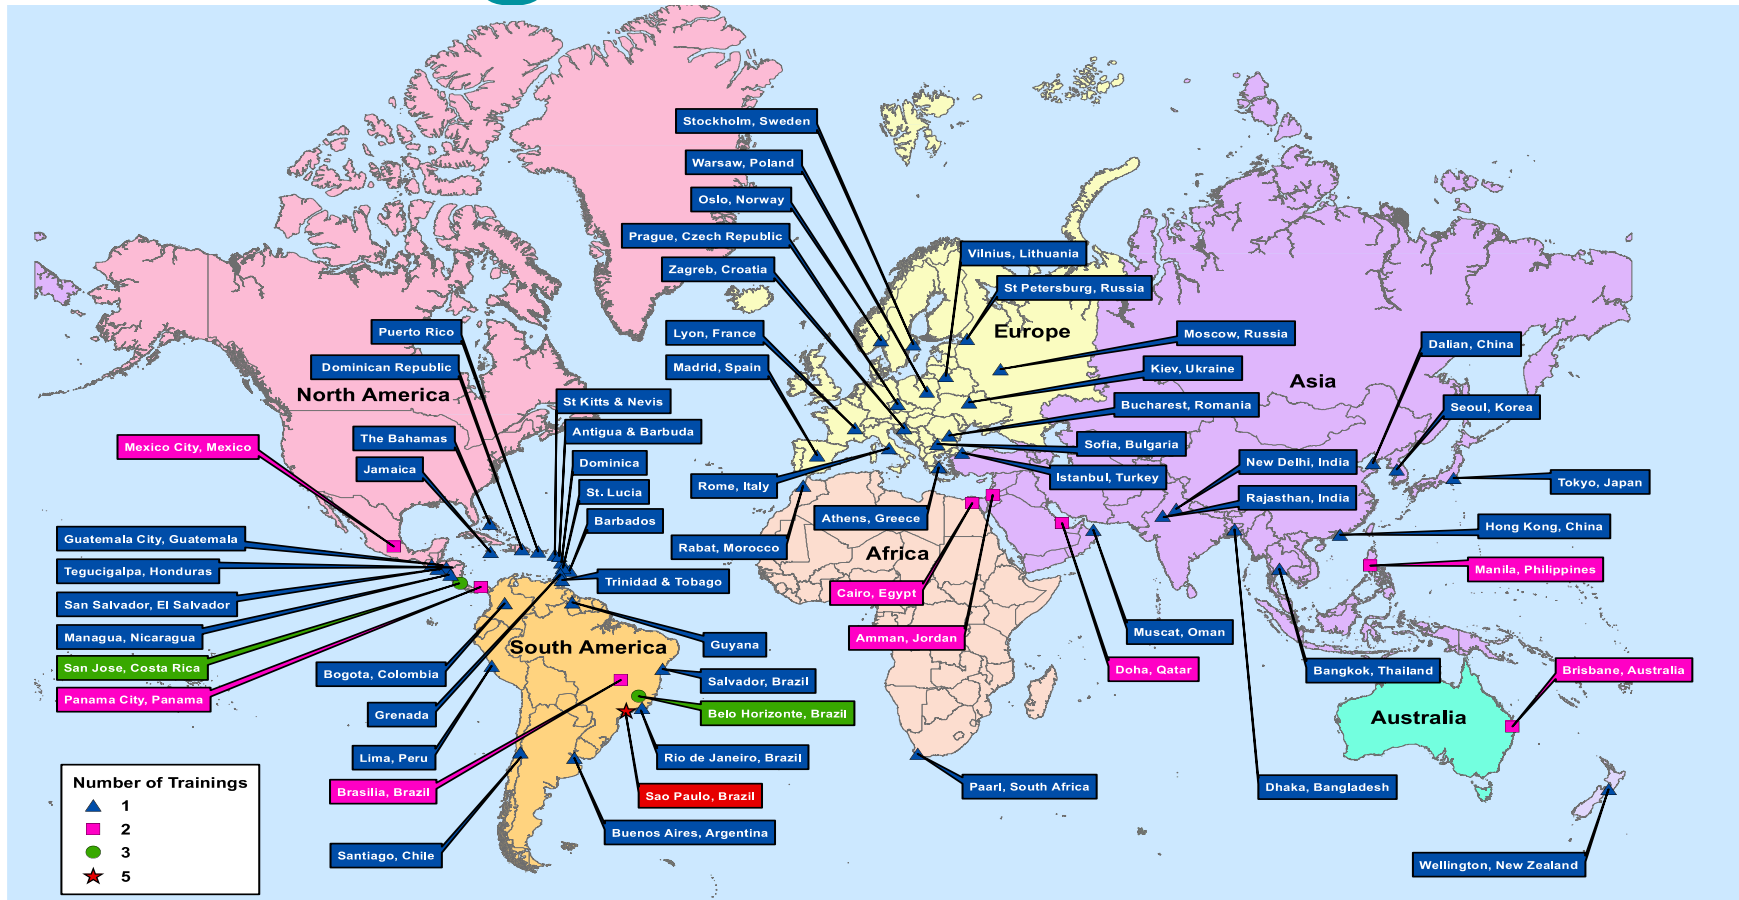 Stockholm, Sweden
Warsaw, Poland
Oslo, Norway
Prague, Czech Republic
Zagreb, Croatia
Vilnius, Lithuania
St Petersburg, Russia
Europe
Lyon, France
Madrid, Spain
Moscow, Russia
Kiev, Ukraine
Bucharest, Romania
Sofia, Bulgaria
Istanbul, Turkey
Rome, Italy
Athens, Greece
Rabat, Morocco
Puerto Rico
Dominican Republic
North America
St Kitts & Nevis
Antigua & Barbuda
The Bahamas
Mexico City, Mexico
Jamaica
Dominica
St. Lucia
Barbados
Trinidad & Tobago
Guatemala City, Guatemala
Tegucigalpa, Honduras
San Salvador, El Salvador
Managua, Nicaragua
San Jose, Costa Rica
Panama City, Panama
South America
Guyana
Bogota, Colombia
Salvador, Brazil
Grenada
Belo Horizonte, Brazil
Lima, Peru
Rio de Janeiro, Brazil
Brasilia, Brazil
Sao Paulo, Brazil
Buenos Aires, Argentina
Santiago, Chile
Africa
Cairo, Egypt
Amman, Jordan
Paarl, South Africa
Asia
Dalian, China
Seoul, Korea
New Delhi, India
Rajasthan, India
Tokyo, Japan
Hong Kong, China
Manila, Philippines
Muscat, Oman
Doha, Qatar
Bangkok, Thailand
Dhaka, Bangladesh
Brisbane, Australia
Australia
Wellington, New Zealand
Number of Trainings
1
2
3
5